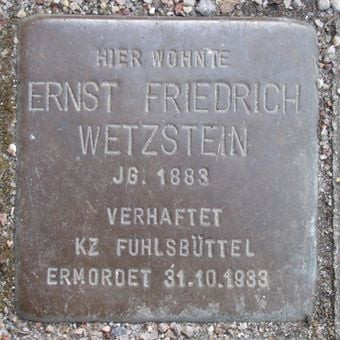 HIER WOHNTE
ERNST FRIEDRICH
WETZSTEIN
JG. 1883
VERHAFTET
KZ FUHLSBÜTTEL
ERMORDET 31.10.1933